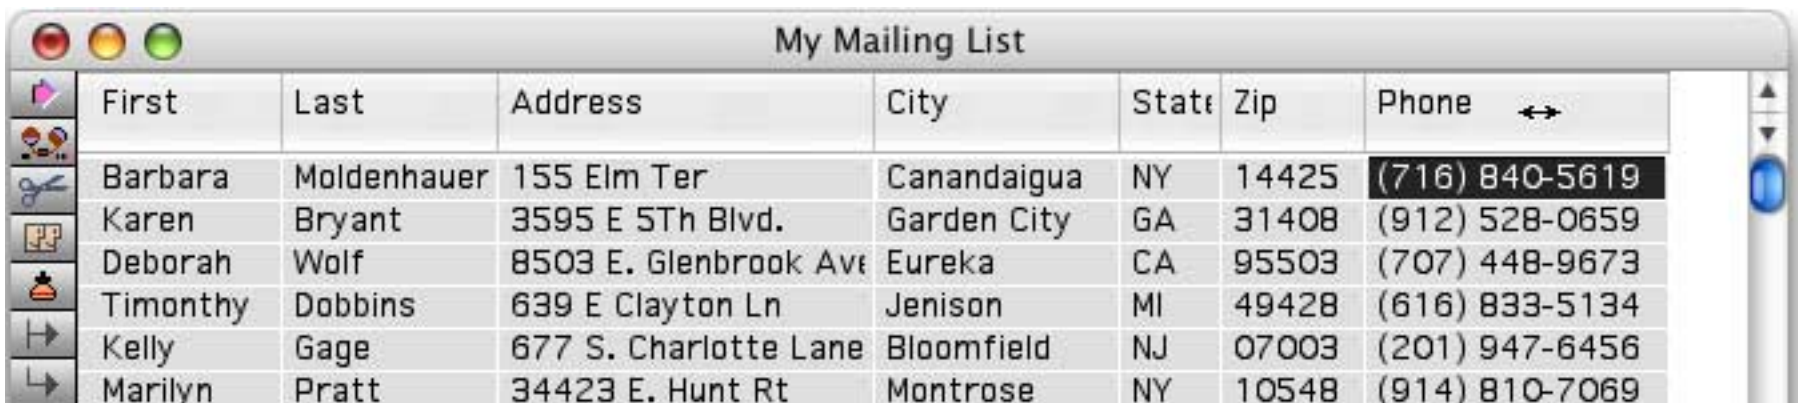 My Mailing List
First Last Address City State Zip Phone
Barbara Moldenhauer 155 Elm Ter Canandaigua NY 14425 (716) 840-5619
Karen Bryant 3595 E 5Th Blvd. Garden City GA 31408 (912) 528-0659
Deborah Wolf 8503 E. Glenbrook Ave Eureka CA 95503 (707) 448-9673
Timonthy Dobbins 639 E Clayton Ln Jenison MI 49428 (616) 833-5134
Kelly Gage 677 S. Charlotte Lane Bloomfield NJ 07003 (201) 947-6456
Marilyn Pratt 34423 E. Hunt Rt Montrose NY 10548 (914) 810-7069